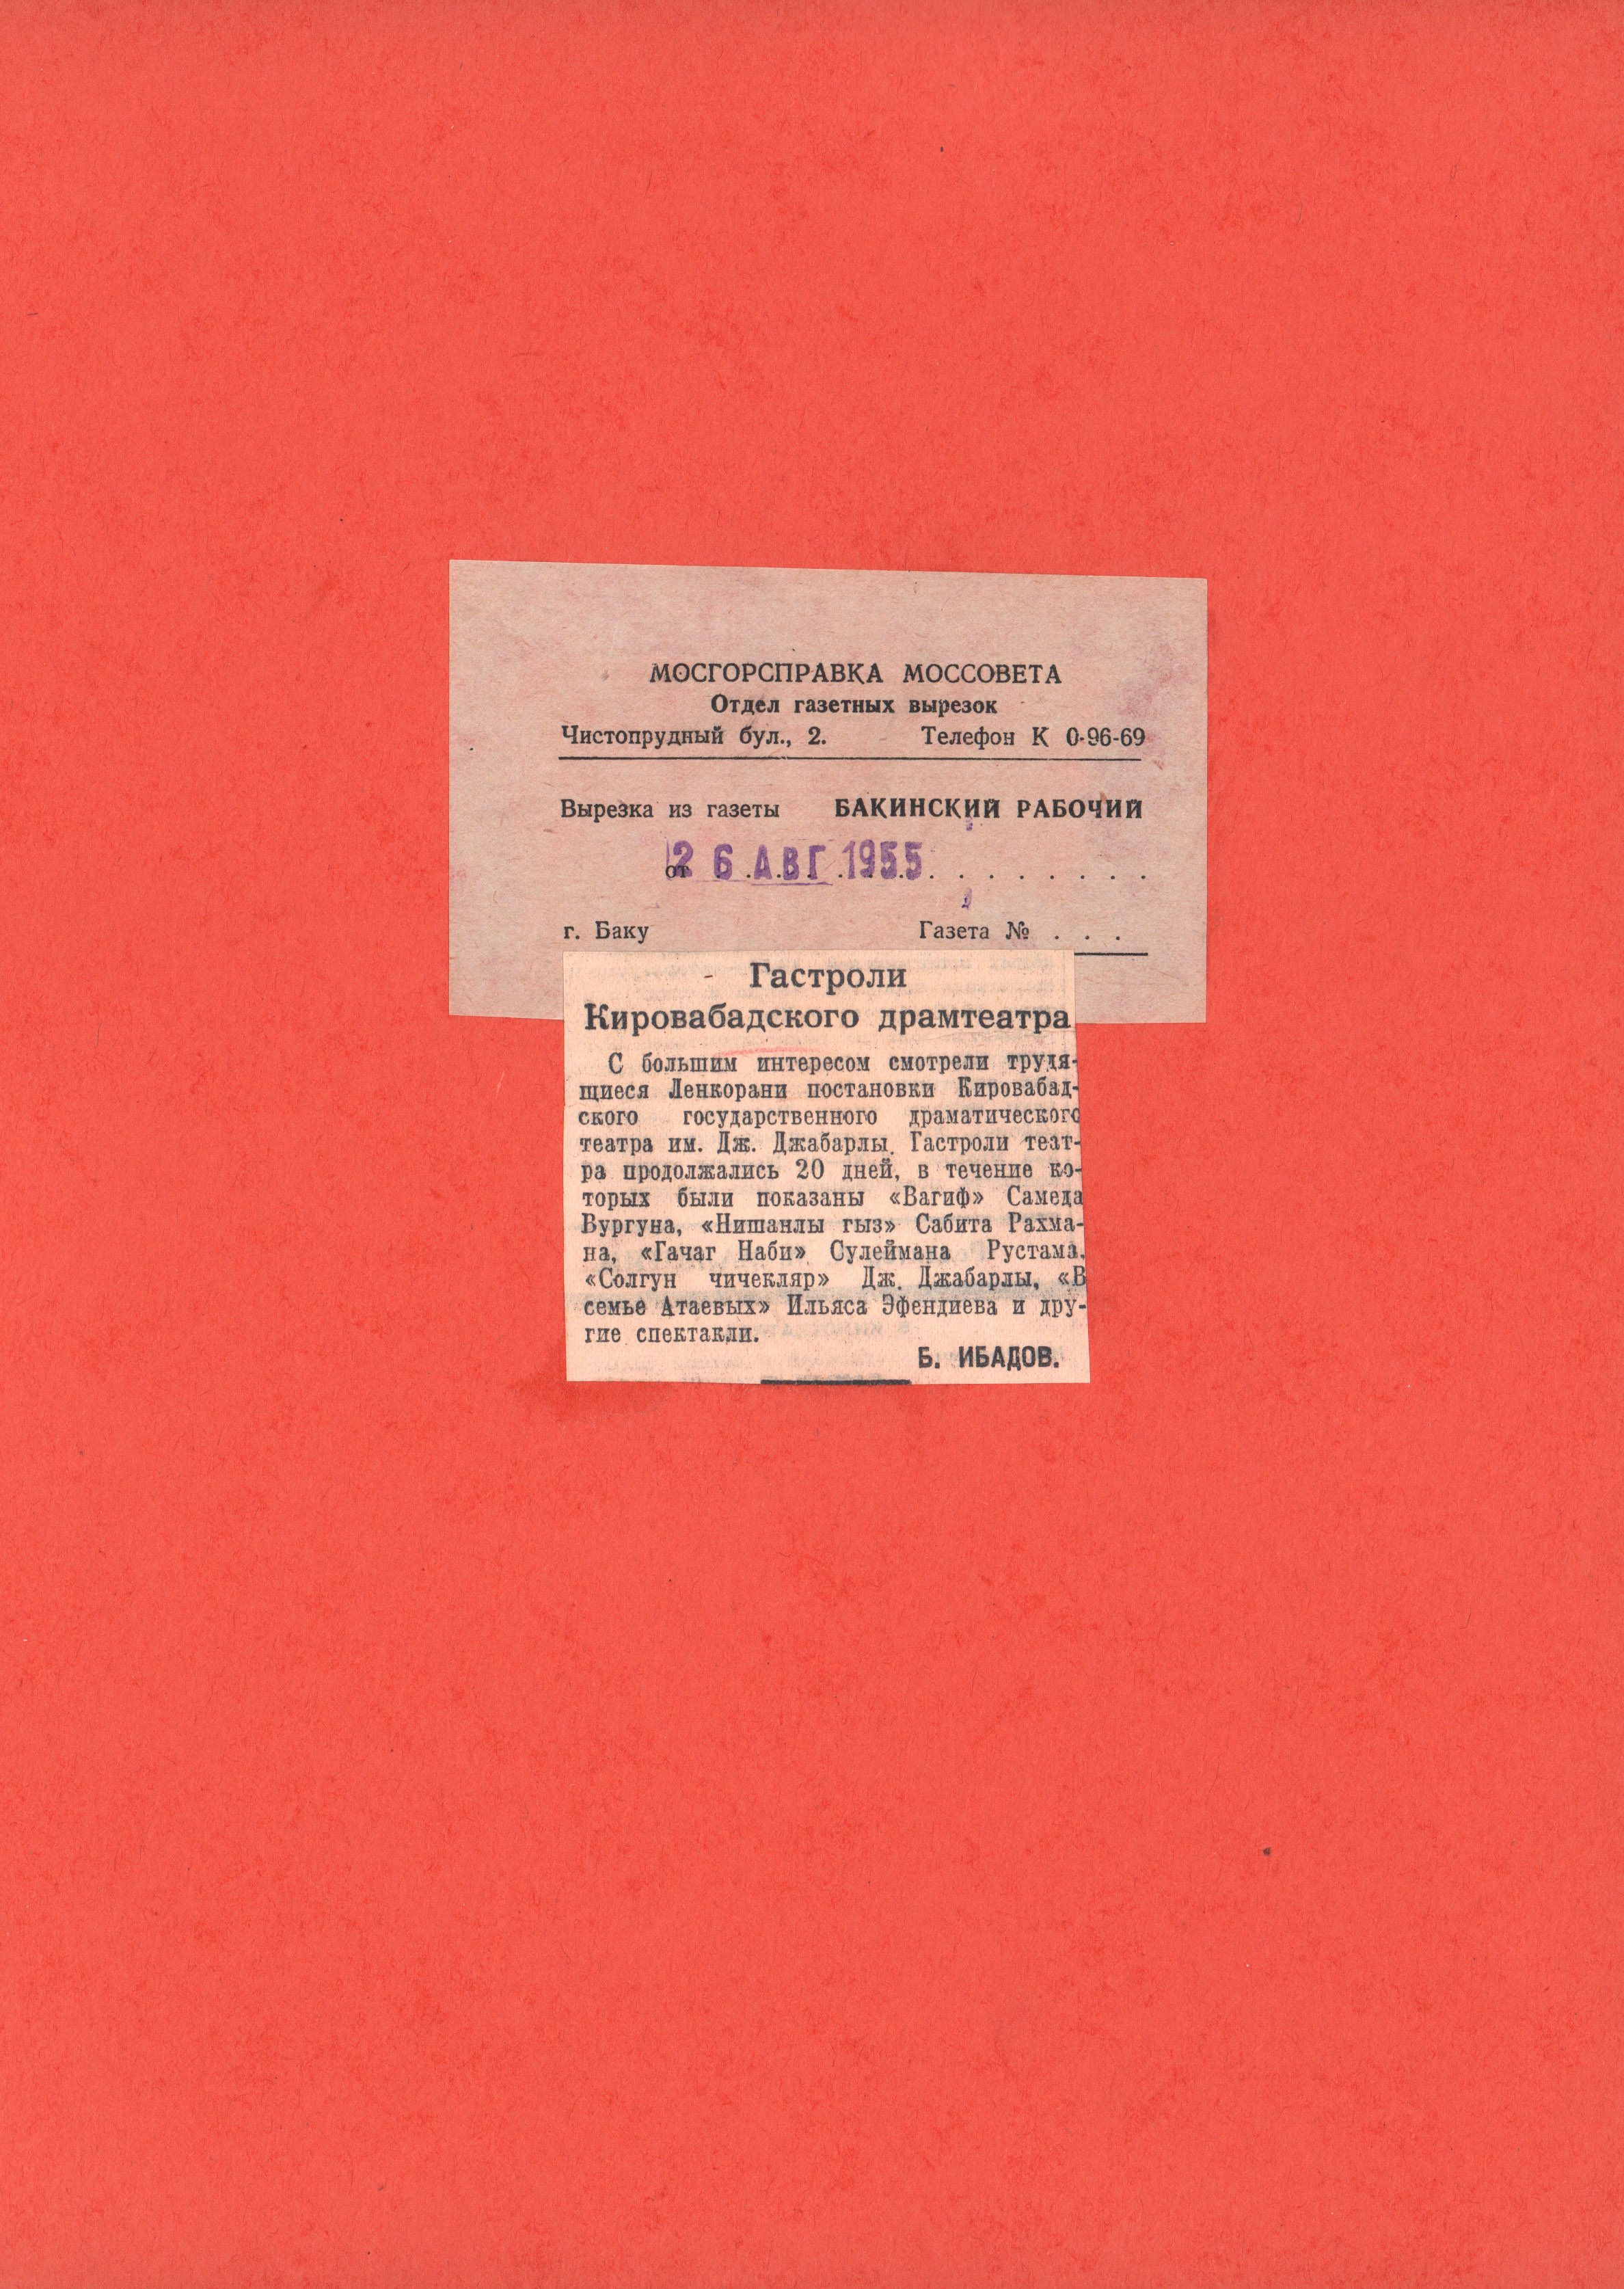 МОСГОРСПРАВКА МОССОВЕТА
Отдел газетных вырезок
Чистопрудный бул., 2. Телефон К 0-96-69
Вырезка из газеты БАКИНСКИЙ РАБОЧИЙ
от 26 АВГ 1955 . . . . . . . .
г. Баку Газета № . . .
Гастроли
Кировабадского драмтеатра
С большим интересом смотрели трудя-
щиеся Ленкорани постановки Кировабад-
ского государственного драматического
театра им. Дж. Джабарлы. Гастроли теат-
ра продолжались 20 дней, в течение ко-
торых были показаны «Вагиф» Самеда
Вургуна, «Нишанлы гыз» Сабита Рахма-
на, «Гачаг Наби» Сулеймана Рустама,
«Солгун чичекляр» Дж. Джабарлы, «В
семье Атаевых» Ильяса Эфендиева и дру-
гие спектакли.
Б. ИБАДОВ.